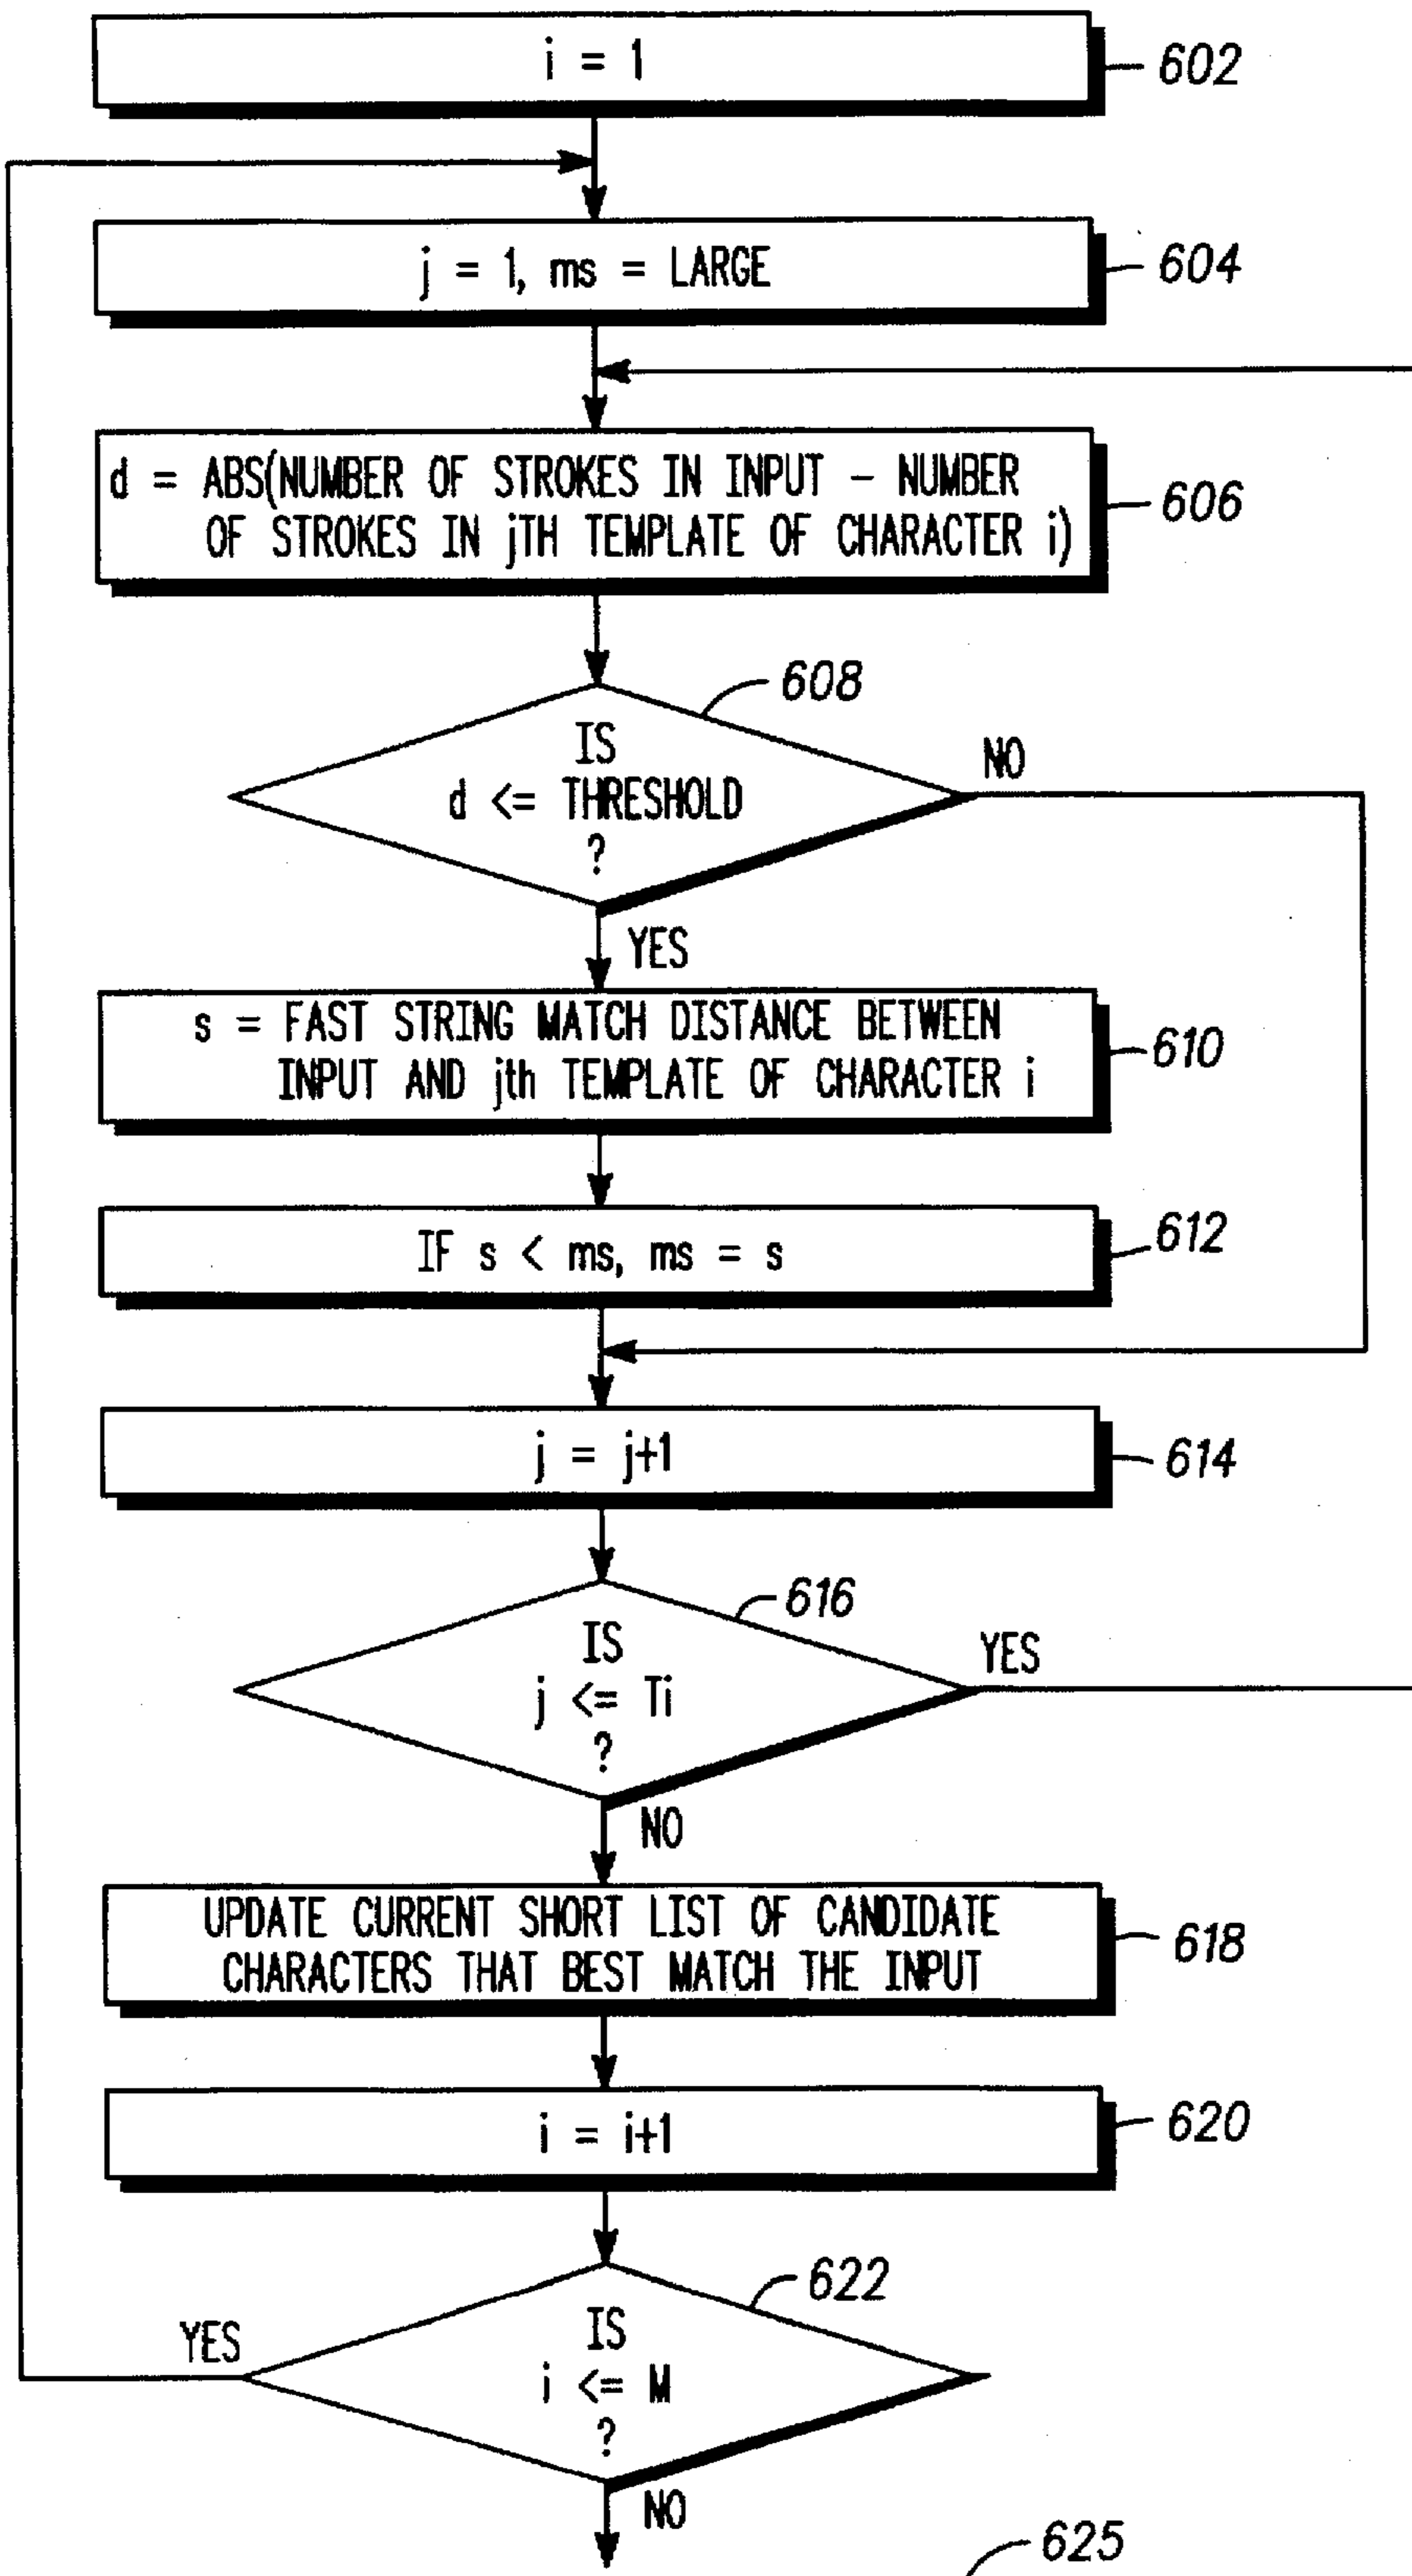 i = 1
602
j = 1, ms = LARGE
604
d = ABS(NUMBER OF STROKES IN INPUT – NUMBER
OF STROKES IN jTH TEMPLATE OF CHARACTER i)
606
608
IS
d <= THRESHOLD
?
NO
YES
s = FAST STRING MATCH DISTANCE BETWEEN
INPUT AND jth TEMPLATE OF CHARACTER i
610
IF s < ms, ms = s
612
j = j+1
614
616
IS
j <= Ti
?
YES
NO
UPDATE CURRENT SHORT LIST OF CANDIDATE
CHARACTERS THAT BEST MATCH THE INPUT
618
i = i+1
620
622
YES
IS
i <= M
?
NO
625